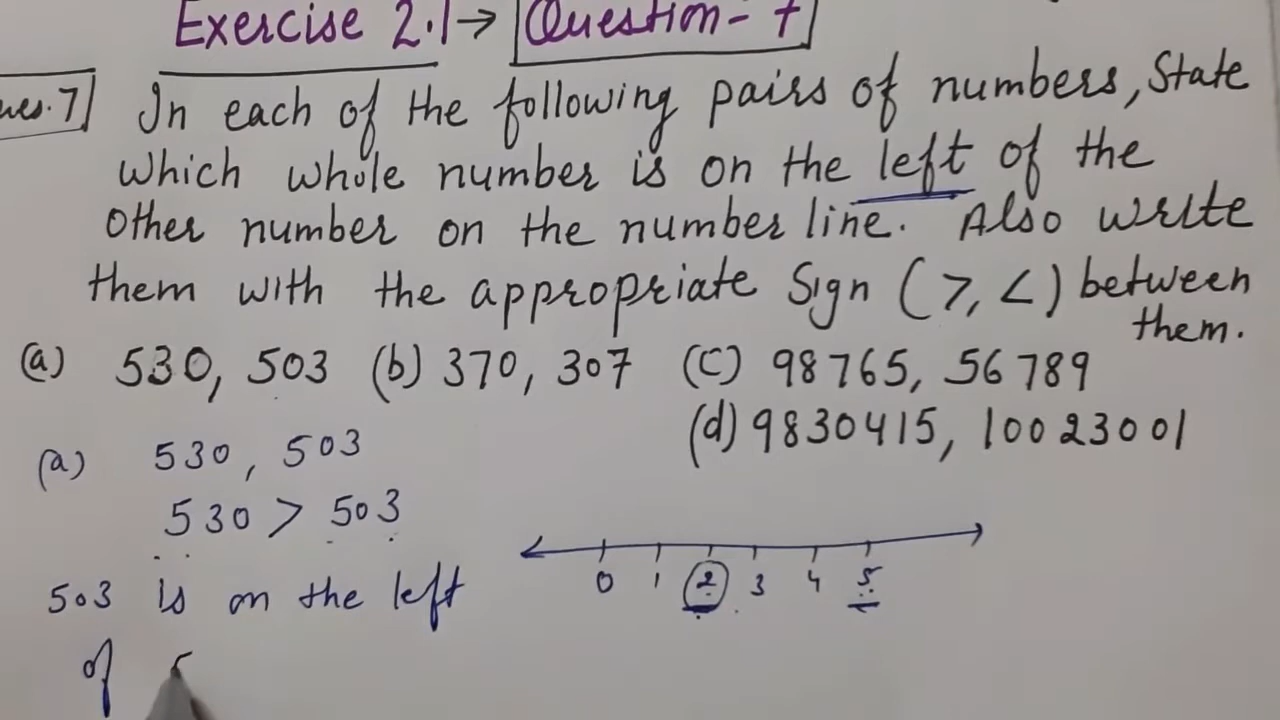 Exercise 2.1 → Question - 7
ues. 7] In each of the following pairs of numbers, State
which whole number is on the left of the
other number on the number line. Also write
them with the appropriate Sign (>, <) between
them.
(a) 530, 503 (b) 370, 307 (C) 98765, 56789
(d) 9830415, 10023001
(a) 530, 503
530 > 503
0 1 2 3 4 5
503 is on the left
of 5